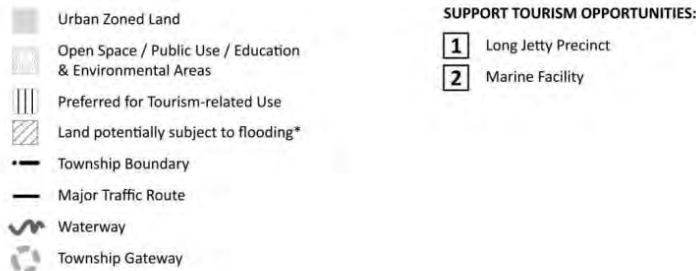 Urban Zoned Land
Open Space / Public Use / Education
& Environmental Areas
Preferred for Tourism-related Use
Land potentially subject to flooding*
Township Boundary
Major Traffic Route
Waterway
Township Gateway
SUPPORT TOURISM OPPORTUNITIES:
1 Long Jetty Precinct
2 Marine Facility